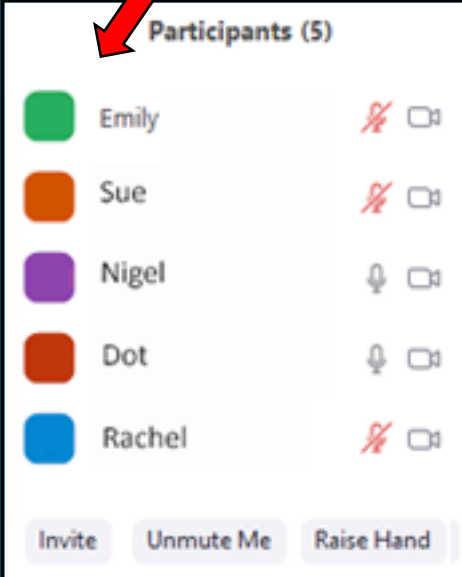 Participants (5)
Emily
Sue
Nigel
Dot
Rachel
Invite Unmute Me Raise Hand